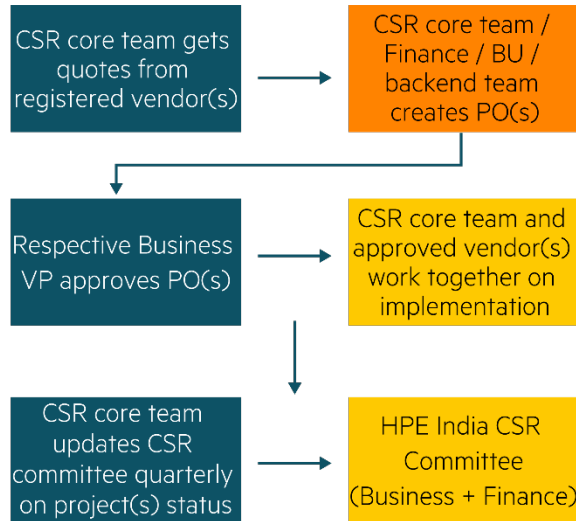 CSR core team gets
quotes from
registered vendor(s)
CSR core team /
Finance / BU /
backend team
creates PO(s)
Respective Business
VP approves PO(s)
CSR core team and
approved vendor(s)
work together on
implementation
CSR core team
updates CSR
committee quarterly
on project(s) status
HPE India CSR
Committee
(Business + Finance)